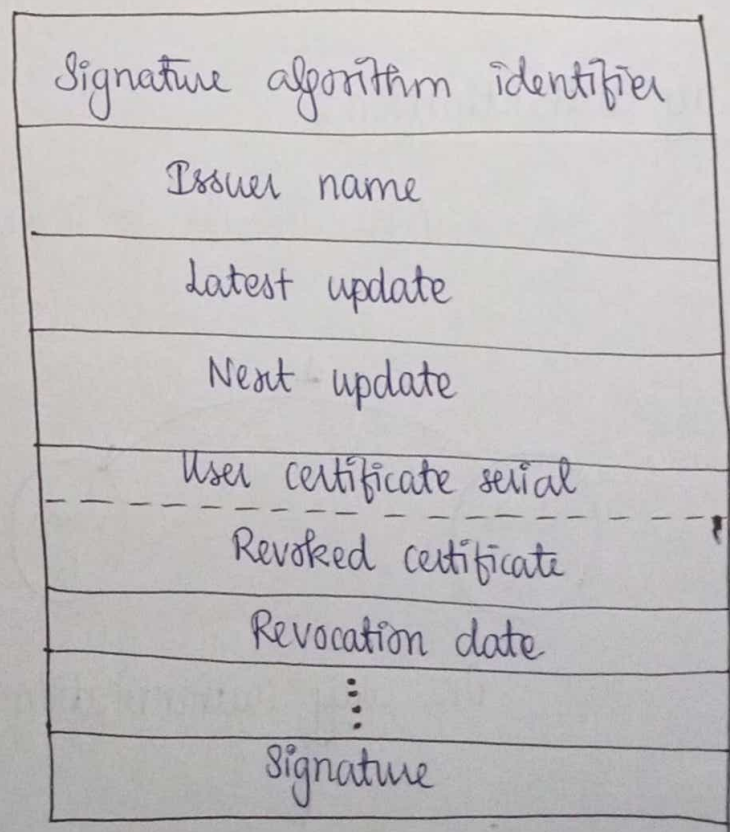 Signature algorithm identifier
Issuer name
Latest update
Next update
User certificate serial
Revoked certificate
Revocation date
Signature